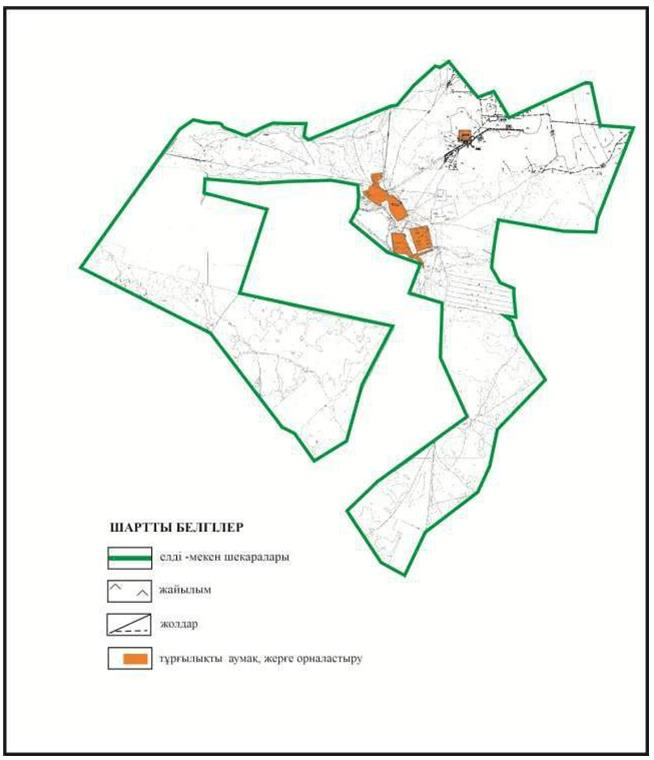 ШАРТТЫ БЕЛГІЛЕР
елді -мекен шекаралары
жайылым
жолдар
тұрғылықты аумақ, жерге орналастыру